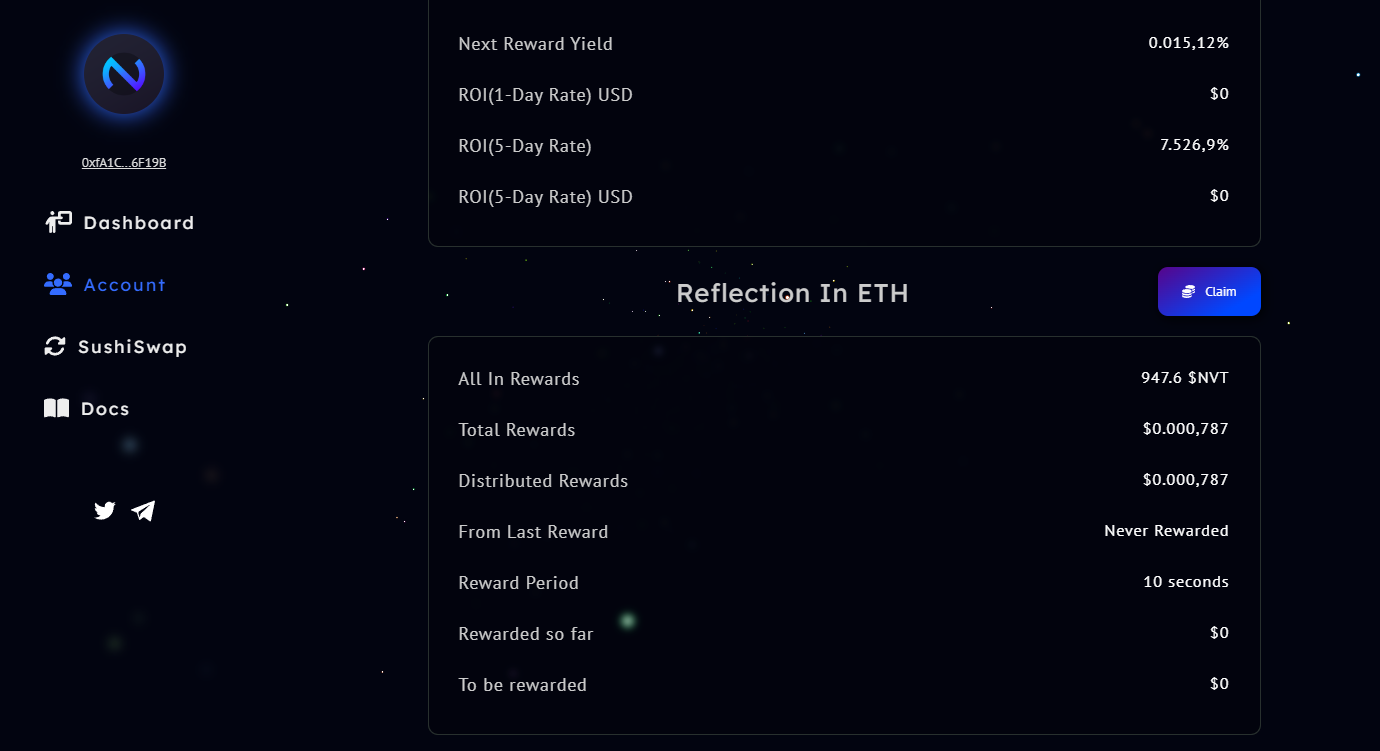 0xfA1C...6F19B
Dashboard
Account
SushiSwap
Docs
Next Reward Yield 0.015,12%
ROI(1-Day Rate) USD $0
ROI(5-Day Rate) 7.526,9%
ROI(5-Day Rate) USD $0
Reflection In ETH
Claim
All In Rewards 947.6 $NVT
Total Rewards $0.000,787
Distributed Rewards $0.000,787
From Last Reward Never Rewarded
Reward Period 10 seconds
Rewarded so far $0
To be rewarded $0